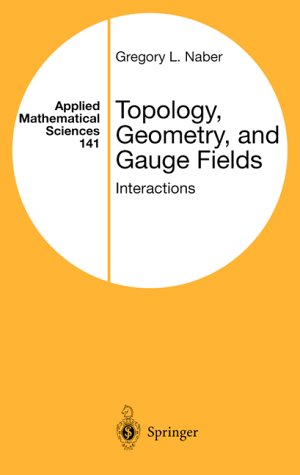 Gregory L. Naber
Applied
Mathematical
Sciences
141
Topology,
Geometry, and
Gauge Fields
Interactions
Springer